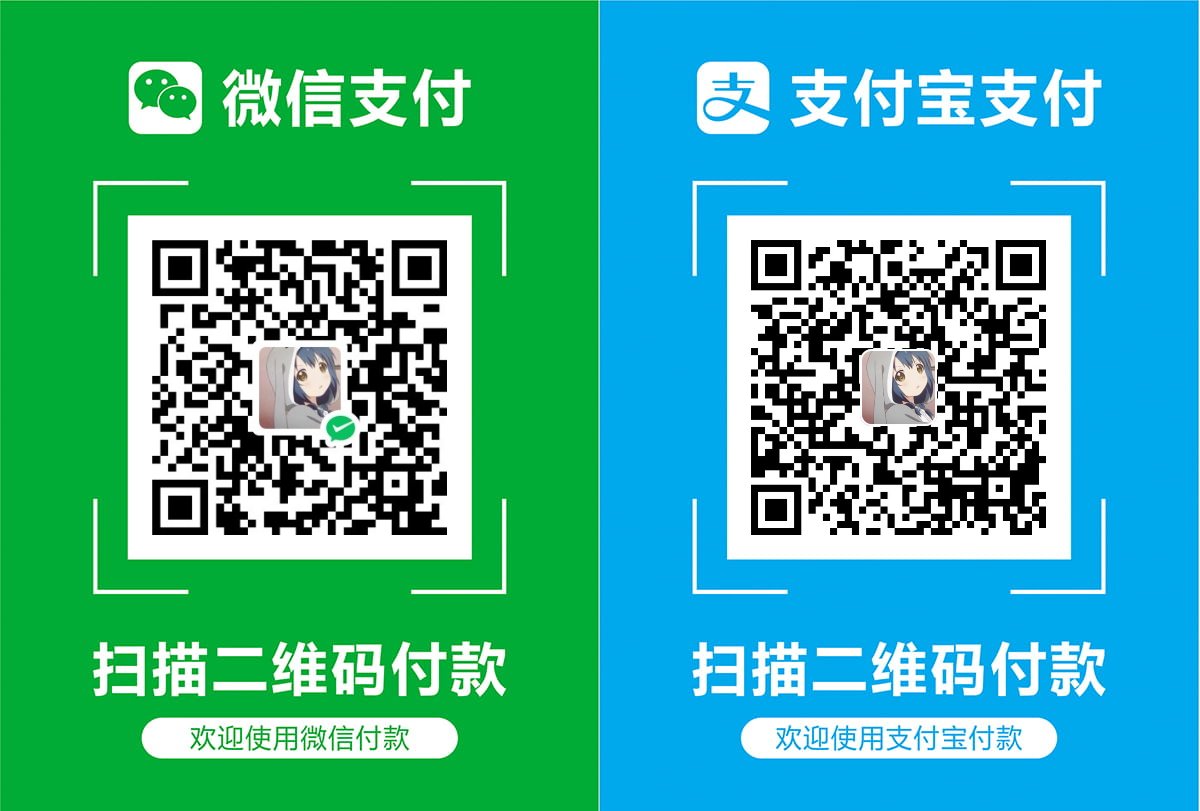 微信支付
扫描二维码付款
欢迎使用微信付款
支 支付宝支付
扫描二维码付款
欢迎使用支付宝付款